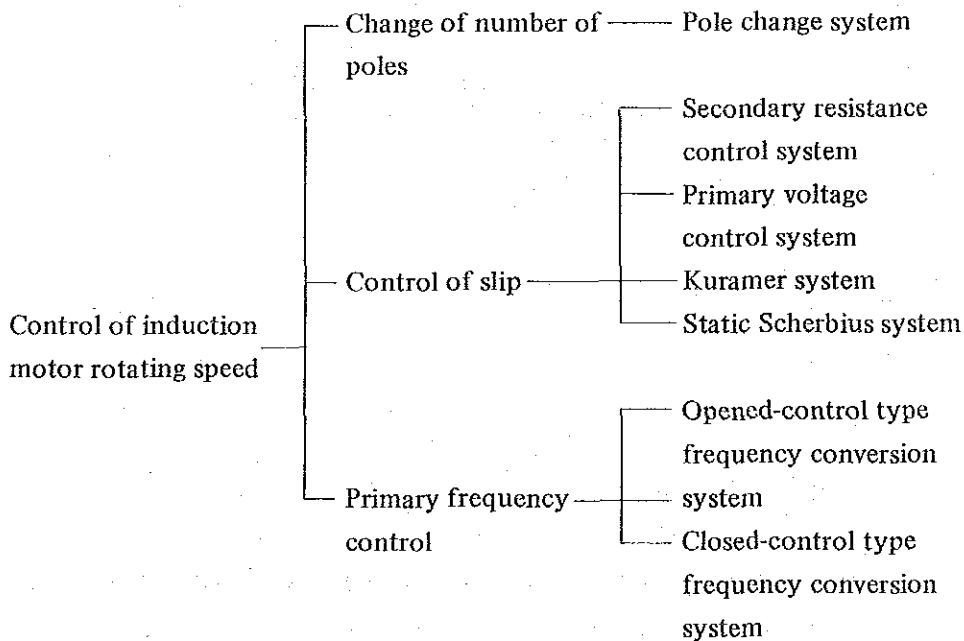 Control of induction
motor rotating speed
Change of number of
poles
Pole change system
Control of slip
Secondary resistance
control system
Primary voltage
control system
Kuramer system
Static Scherbius system
Primary frequency
control
Opened-control type
frequency conversion
system
Closed-control type
frequency conversion
system